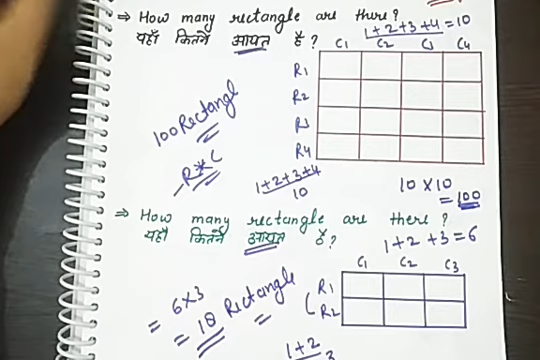 ⇒ How many rectangle are there?
1+2+3+4=10
यहाँ कितने आयत हैं?
C1 C2 C3 C4
R1
R2
R3
R4
100 Rectangl
R*C
1+2+3+4
10
10 × 10
= 100
⇒ How many rectangle are there?
यहाँ कितने आयत हैं?
1+2+3=6
C1 C2 C3
R1
R2
6×3
= 18 Rectangle
=
1+2
3